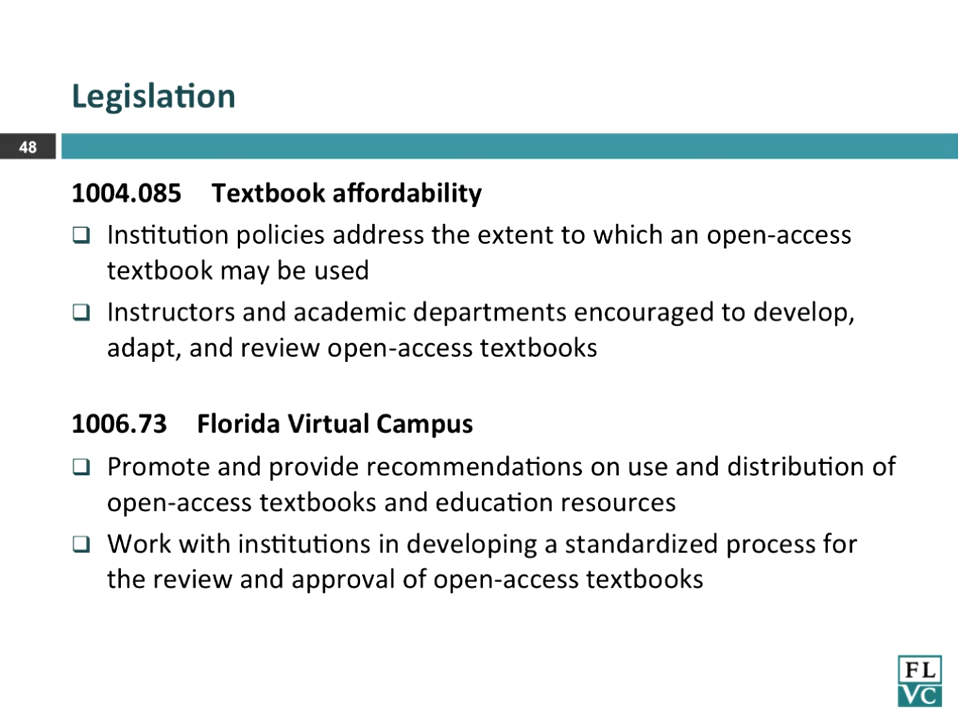 Legislation
48
1004.085 Textbook affordability
❑ Institution policies address the extent to which an open-access
textbook may be used
❑ Instructors and academic departments encouraged to develop,
adapt, and review open-access textbooks
1006.73 Florida Virtual Campus
❑ Promote and provide recommendations on use and distribution of
open-access textbooks and education resources
❑ Work with institutions in developing a standardized process for
the review and approval of open-access textbooks
FL
VC